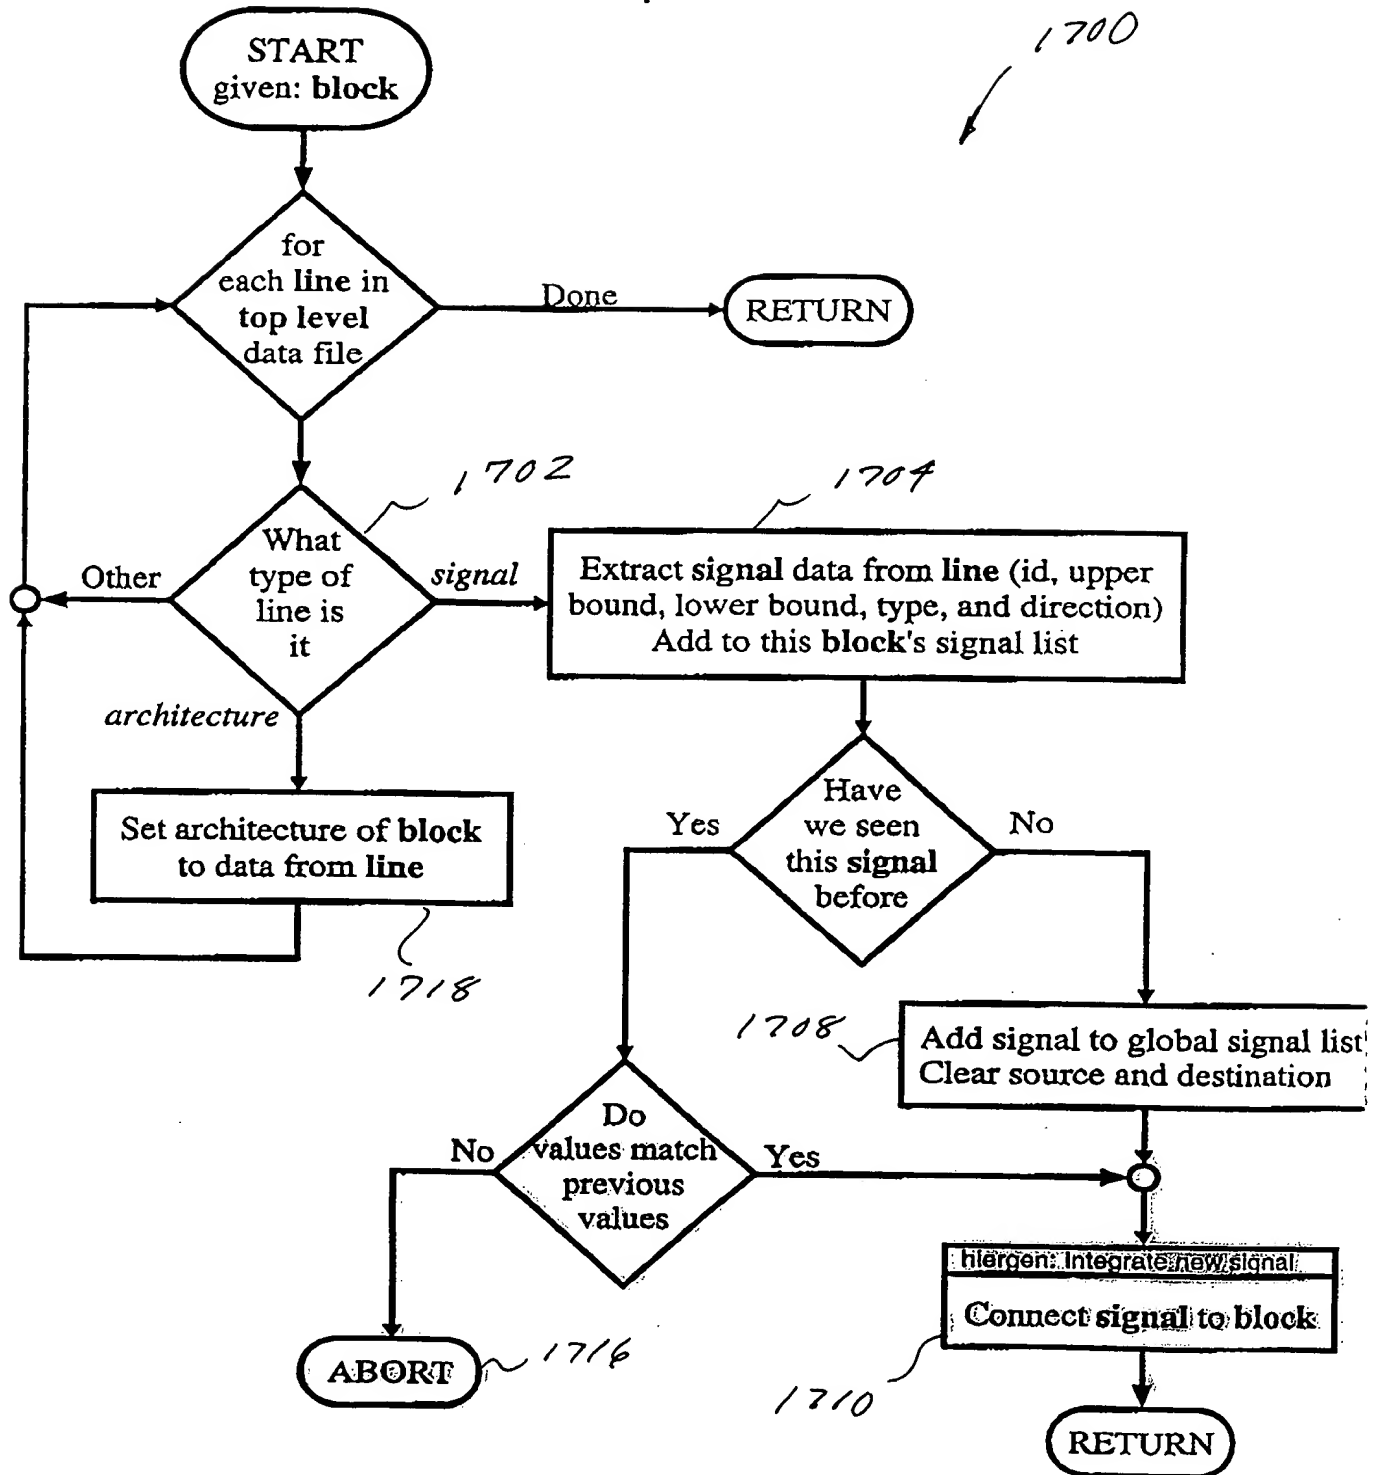 1700
START
given: block
for
each line in
top level
data file
Done
RETURN
1702
1704
What
type of
line is
it
Other
signal
architecture
Extract signal data from line (id, upper
bound, lower bound, type, and direction)
Add to this block's signal list
Set architecture of block
to data from line
1718
Have
we seen
this signal
before
Yes
No
1708
Add signal to global signal list
Clear source and destination
Do
values match
previous
values
No
Yes
hiergen: Integrate new signal
Connect signal to block
ABORT
1716
1710
RETURN